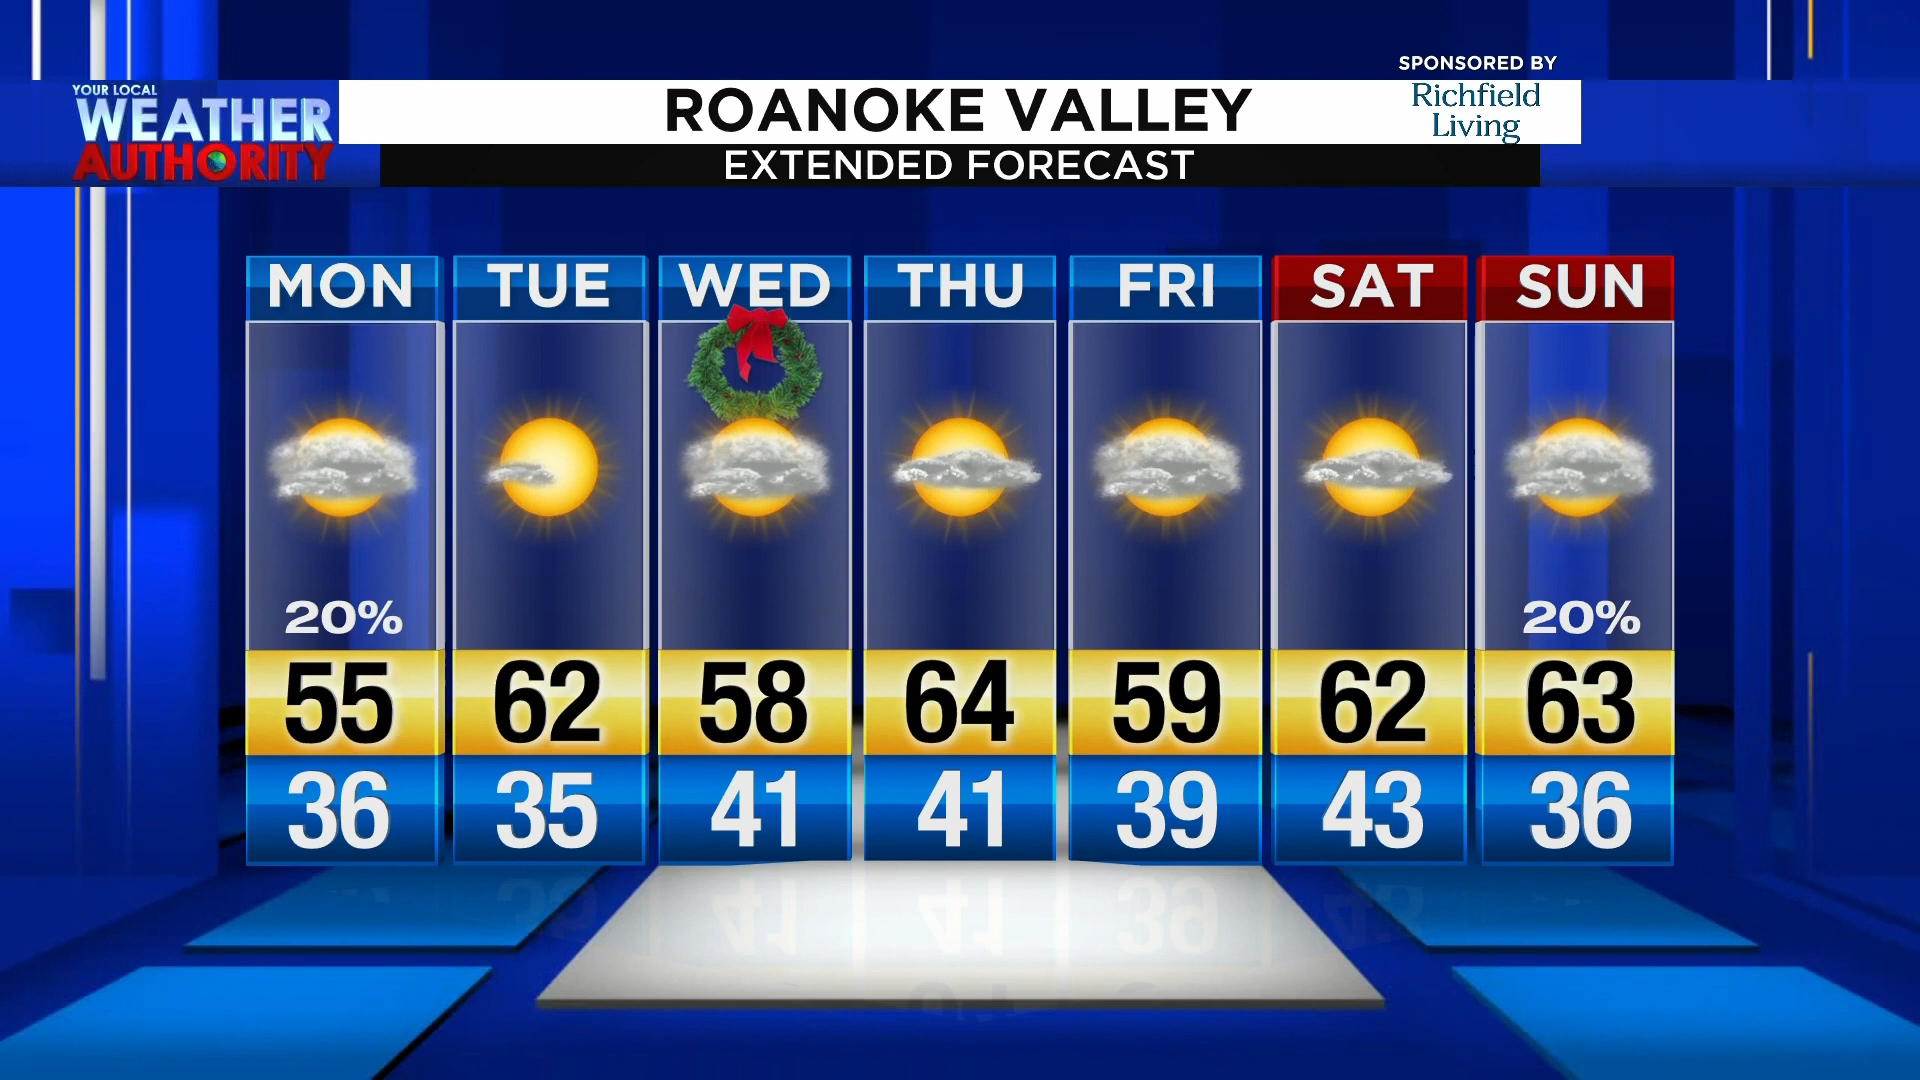 SPONSORED BY
YOUR LOCAL
WEATHER
AUTHORITY
ROANOKE VALLEY
Richfield
Living
EXTENDED FORECAST
MON TUE WED THU FRI SAT SUN
20% 20%
55 62 58 64 59 62 63
36 35 41 41 39 43 36